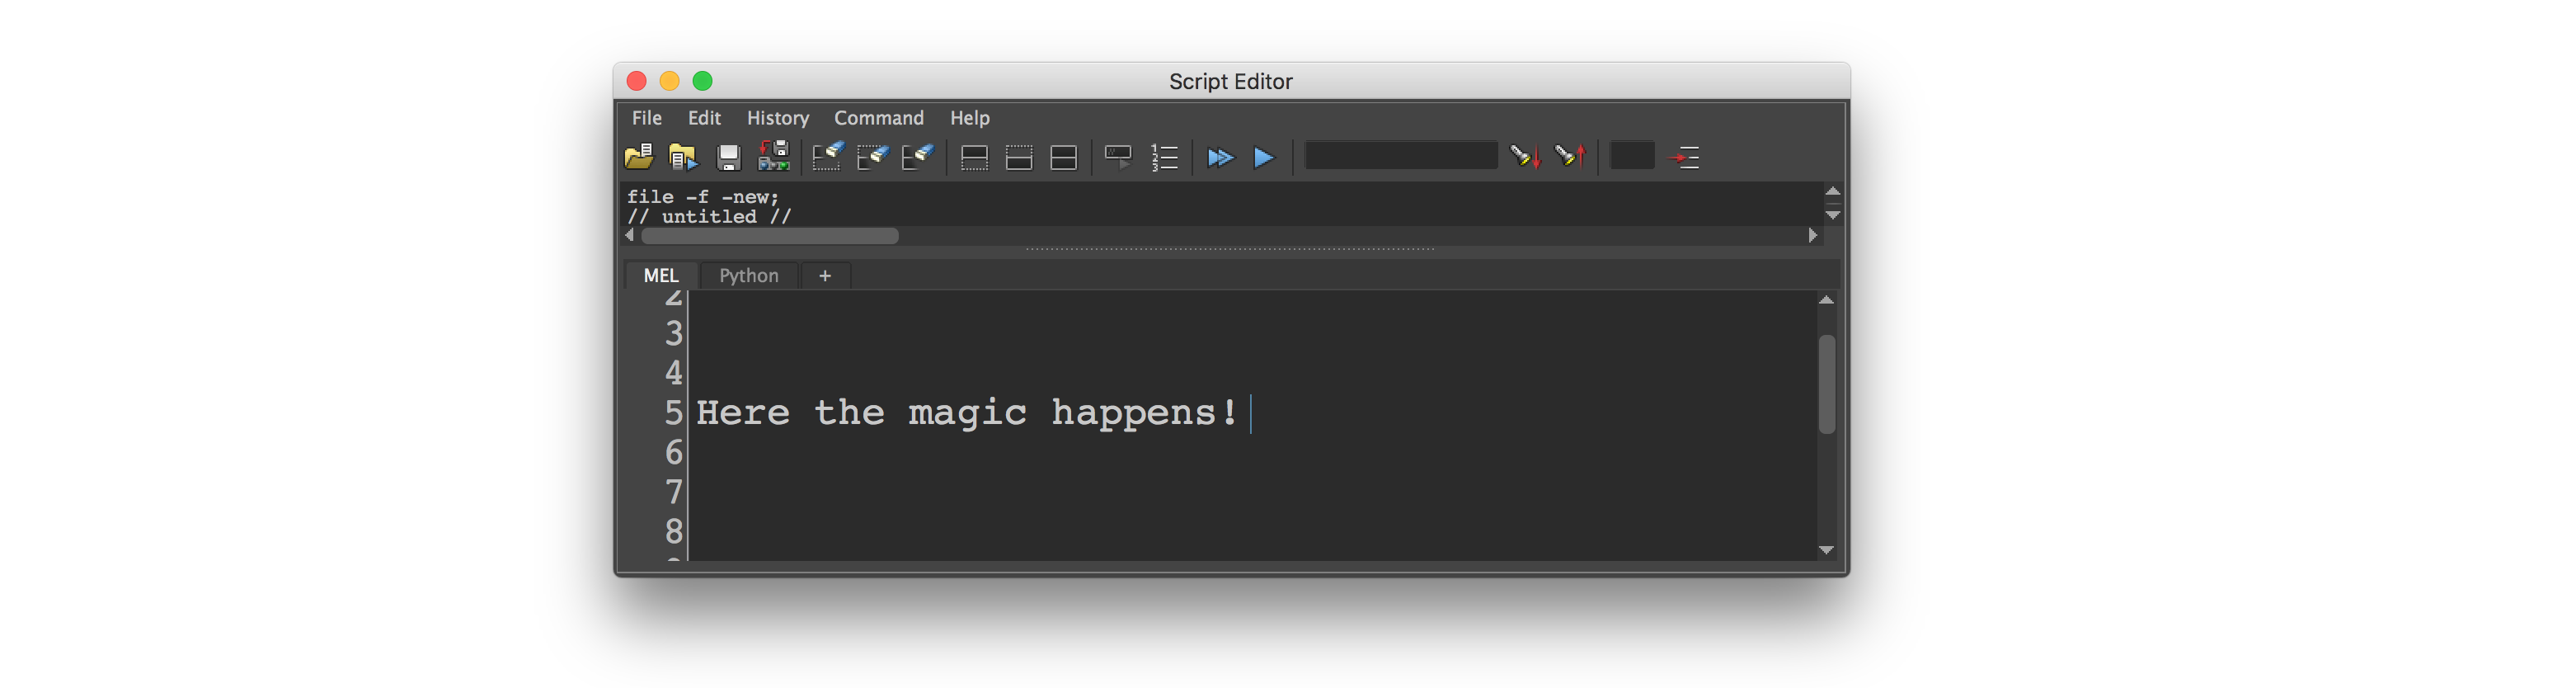 Script Editor
File Edit History Command Help
file -f -new;
// untitled //
MEL Python +
2
3
4
5 Here the magic happens!
6
7
8